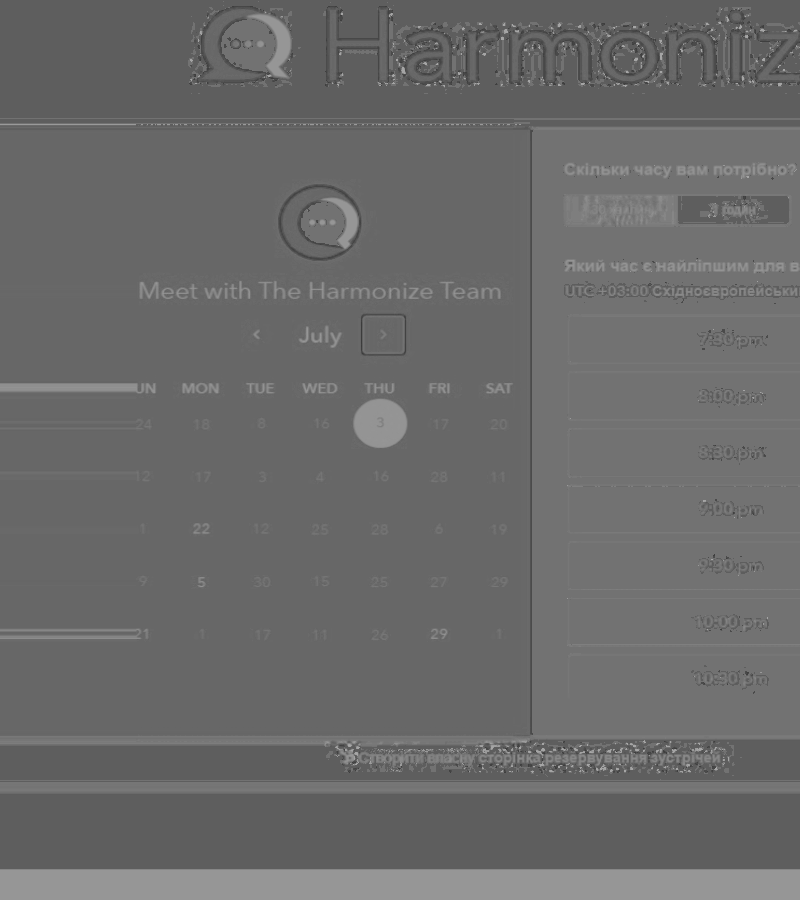 Harmoniz
Meet with The Harmonize Team
July
UN MON TUE WED THU FRI SAT
24 18 8 16 3 17 20
12 17 3 4 16 28 11
1 22 12 25 28 6 19
9 5 30 15 25 27 29
21 1 17 11 26 29 1
Скільки часу вам потрібно?
Який час є найліпшим для в
UTC +03:00 Східноєвропейськи
7:30 pm
8:00 pm
8:30 pm
9:00 pm
9:30 pm
10:00 pm
10:30 pm
Створити власну сторінка резервування зустрічей